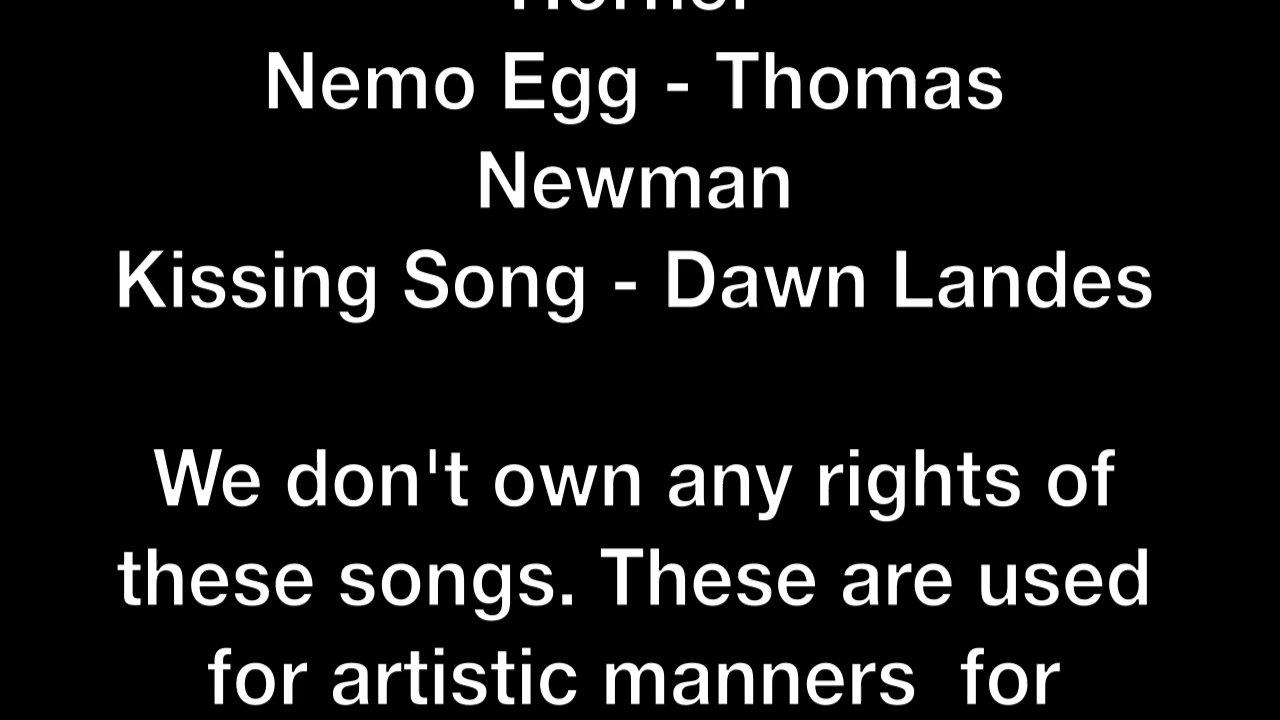 Nemo Egg - Thomas
Newman
Kissing Song - Dawn Landes
We don't own any rights of
these songs. These are used
for artistic manners  for